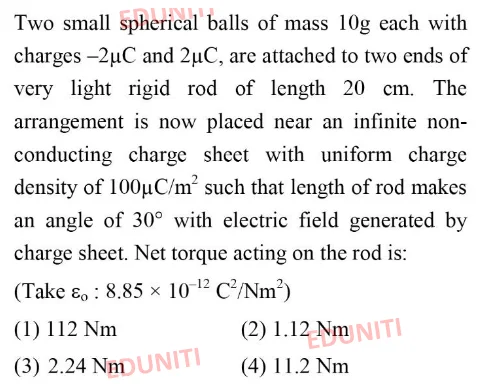 EDUNITI
Two small spherical balls of mass 10g each with
charges –2μC and 2μC, are attached to two ends of
very light rigid rod of length 20 cm. The
arrangement is now placed near an infinite non-
conducting charge sheet with uniform charge
density of 100μC/m² such that length of rod makes
an angle of 30° with electric field generated by
charge sheet. Net torque acting on the rod is:
(Take εₒ : 8.85 × 10⁻¹² C²/Nm²)
(1) 112 Nm (2) 1.12 Nm
EDUNITI
(3) 2.24 Nm (4) 11.2 Nm
EDUNITI